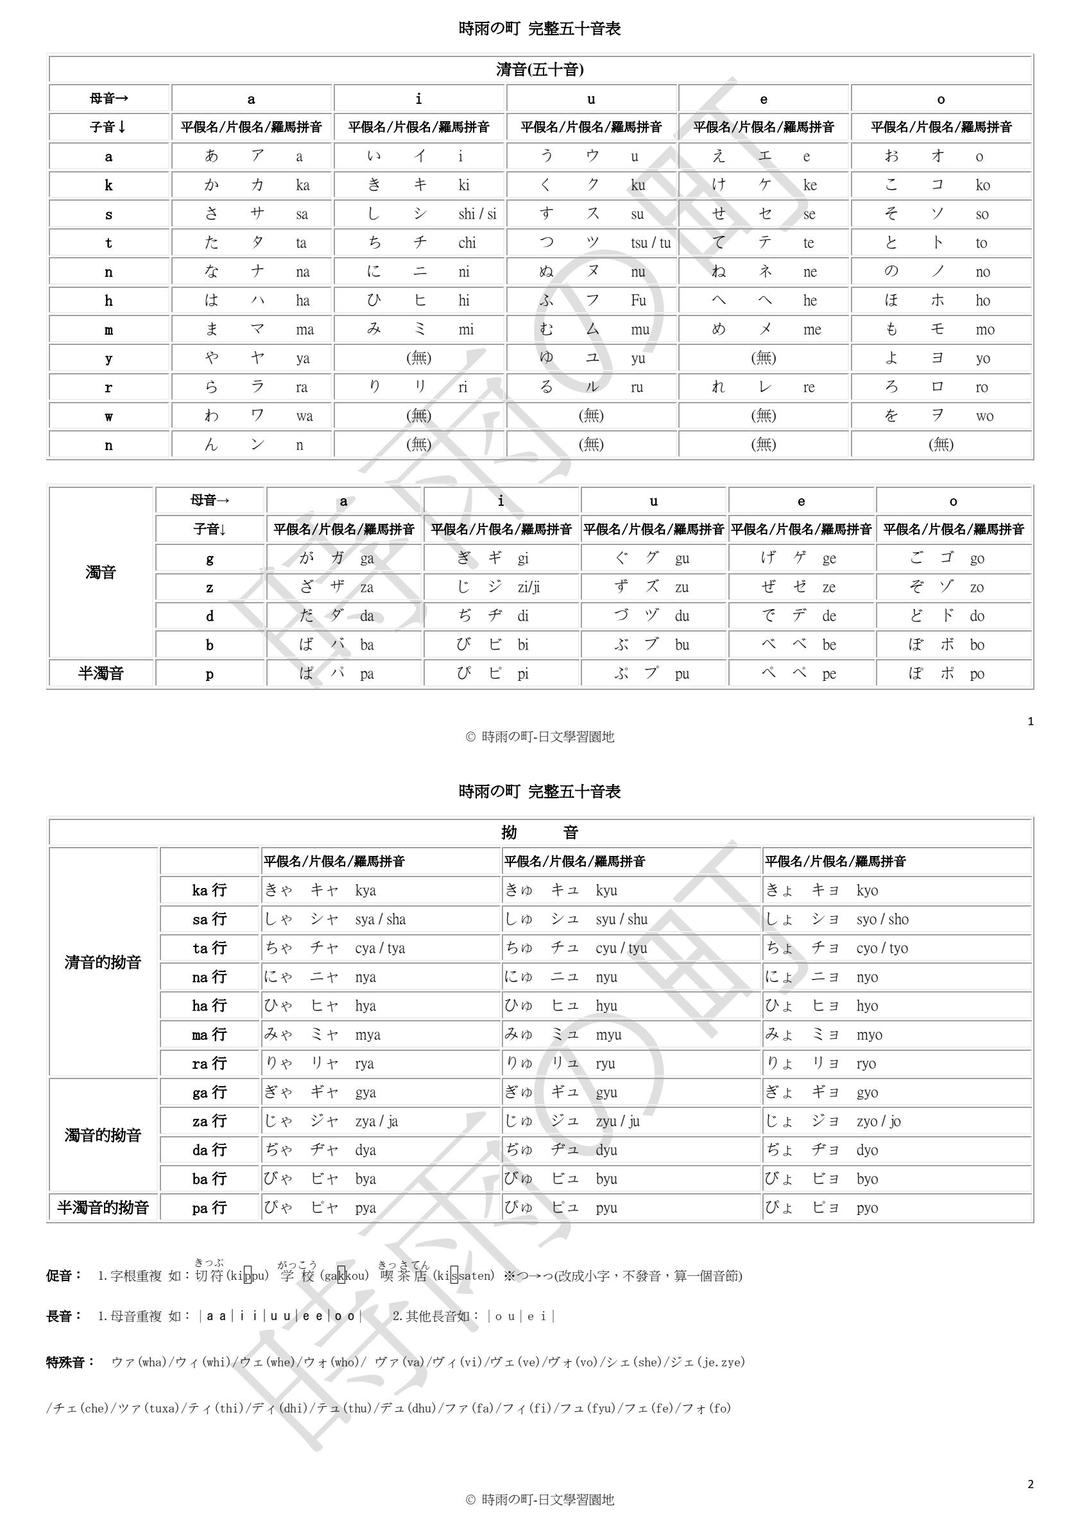 時雨の町 完整五十音表
清音(五十音)
母音→ a i u e o
子音↓ 平假名/片假名/羅馬拼音 平假名/片假名/羅馬拼音 平假名/片假名/羅馬拼音 平假名/片假名/羅馬拼音 平假名/片假名/羅馬拼音
a あ ア a い イ i う ウ u え エ e お オ o
k か カ ka き キ ki く ク ku け ケ ke こ コ ko
s さ サ sa し シ shi / si す ス su せ セ se そ ソ so
t た タ ta ち チ chi つ ツ tsu / tu て テ te と ト to
n な ナ na に ニ ni ぬ ヌ nu ね ネ ne の ノ no
h は ハ ha ひ ヒ hi ふ フ Fu へ ヘ he ほ ホ ho
m ま マ ma み ミ mi む ム mu め メ me も モ mo
y や ヤ ya (無) ゆ ユ yu (無) よ ヨ yo
r ら ラ ra り リ ri る ル ru れ レ re ろ ロ ro
w わ ワ wa (無) (無) (無) を ヲ wo
n ん ン n (無) (無) (無) (無)
母音→ a i u e o
子音↓ 平假名/片假名/羅馬拼音 平假名/片假名/羅馬拼音 平假名/片假名/羅馬拼音 平假名/片假名/羅馬拼音 平假名/片假名/羅馬拼音
濁音
g が ガ ga ぎ ギ gi ぐ グ gu げ ゲ ge ご ゴ go
z ざ ザ za じ ジ zi/ji ず ズ zu ぜ ゼ ze ぞ ゾ zo
d だ ダ da ぢ ヂ di づ ヅ du で デ de ど ド do
b ば バ ba び ビ bi ぶ ブ bu べ ベ be ぼ ボ bo
半濁音 p ぱ パ pa ぴ ピ pi ぷ プ pu ぺ ペ pe ぽ ポ po
時雨の町
1
© 時雨の町-日文學習園地
時雨の町 完整五十音表
拗 音
平假名/片假名/羅馬拼音 平假名/片假名/羅馬拼音 平假名/片假名/羅馬拼音
清音的拗音
ka 行 きゃ キャ kya きゅ キュ kyu きょ キョ kyo
sa 行 しゃ シャ sya / sha しゅ シュ syu / shu しょ ショ syo / sho
ta 行 ちゃ チャ cya / tya ちゅ チュ cyu / tyu ちょ チョ cyo / tyo
na 行 にゃ ニャ nya にゅ ニュ nyu にょ ニョ nyo
ha 行 ひゃ ヒャ hya ひゅ ヒュ hyu ひょ ヒョ hyo
ma 行 みゃ ミャ mya みゅ ミュ myu みょ ミョ myo
ra 行 りゃ リャ rya りゅ リュ ryu りょ リョ ryo
濁音的拗音
ga 行 ぎゃ ギャ gya ぎゅ ギュ gyu ぎょ ギョ gyo
za 行 じゃ ジャ zya / ja じゅ ジュ zyu / ju じょ ジョ zyo / jo
da 行 ぢゃ ヂャ dya ぢゅ ヂュ dyu ぢょ ヂョ dyo
ba 行 びゃ ビャ bya びゅ ビュ byu びょ ビョ byo
半濁音的拗音 pa 行 ぴゃ ピャ pya ぴゅ ピュ pyu ぴょ ピョ pyo
時雨の町
きっぷ がっこう きっさてん
促音： 1.字根重複 如：切符(kippu) 学校(gakkou) 喫茶店(kissaten) ※つ→っ(改成小字，不發音，算一個音節)
長音： 1.母音重複 如：|aa|ii|uu|ee|oo| 2.其他長音如：|ou|ei|
特殊音： ウァ(wha)/ウィ(whi)/ウェ(whe)/ウォ(who)/ ヴァ(va)/ヴィ(vi)/ヴェ(ve)/ヴォ(vo)/シェ(she)/ジェ(je.zye)
/チェ(che)/ツァ(tuxa)/ティ(thi)/ディ(dhi)/テュ(thu)/デュ(dhu)/ファ(fa)/フィ(fi)/フュ(fyu)/フェ(fe)/フォ(fo)
2
© 時雨の町-日文學習園地